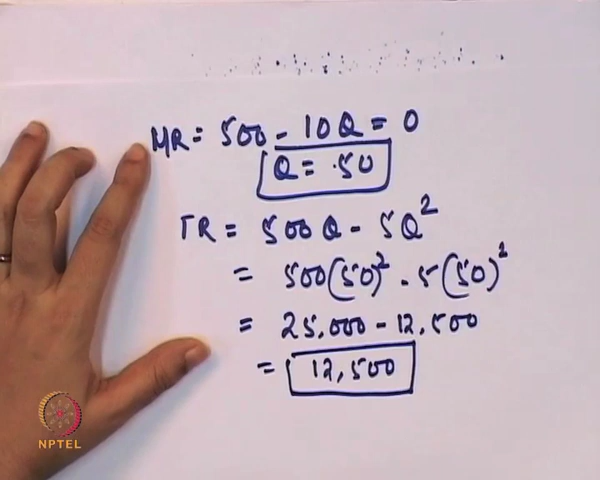 MR = 500 - 10Q = 0
Q = .50
TR = 500Q - 5Q²
= 500(50)² - 5(50)²
= 25,000 - 12,500
= 12,500
NPTEL